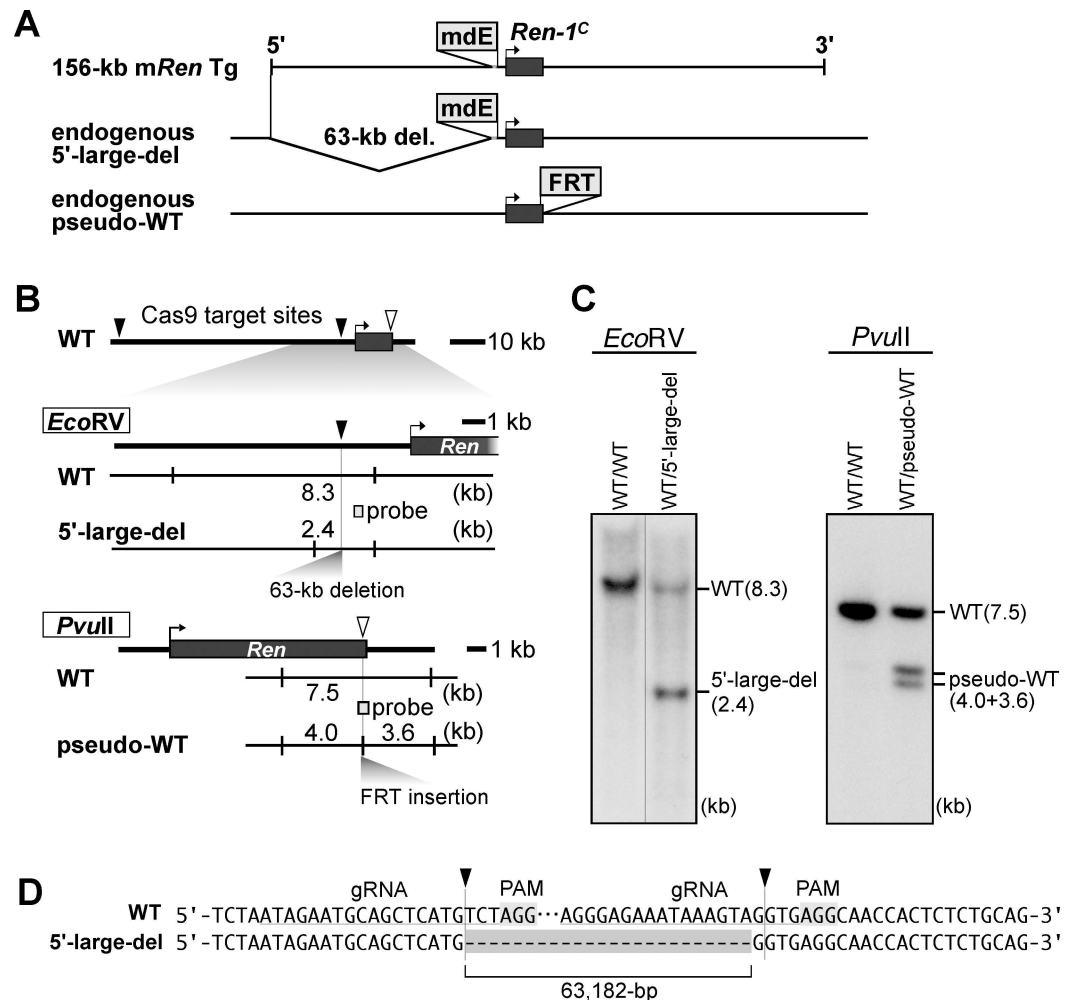 A
5' mdE Ren-1C 3'
156-kb mRen Tg
mdE
endogenous
5'-large-del
63-kb del.
FRT
endogenous
pseudo-WT
B
Cas9 target sites
WT
10 kb
EcoRV
1 kb
Ren
WT
8.3 (kb)
probe
5'-large-del
2.4 (kb)
63-kb deletion
PvuII
Ren
1 kb
WT
7.5 (kb)
probe
pseudo-WT
4.0 3.6 (kb)
FRT insertion
C
EcoRV
WT/WT
WT/5'-large-del
WT(8.3)
5'-large-del
(2.4)
(kb)
PvuII
WT/WT
WT/pseudo-WT
WT(7.5)
pseudo-WT
(4.0+3.6)
(kb)
D
gRNA PAM gRNA PAM
WT 5'-TCTAATAGAATGCAGCTCATGTCTAGG···AGGGAGAAATAAAGTAGGTGAGGCAACCACTCTCTGCAG-3'
5'-large-del 5'-TCTAATAGAATGCAGCTCATG-----------------------GGTGAGGCAACCACTCTCTGCAG-3'
63,182-bp